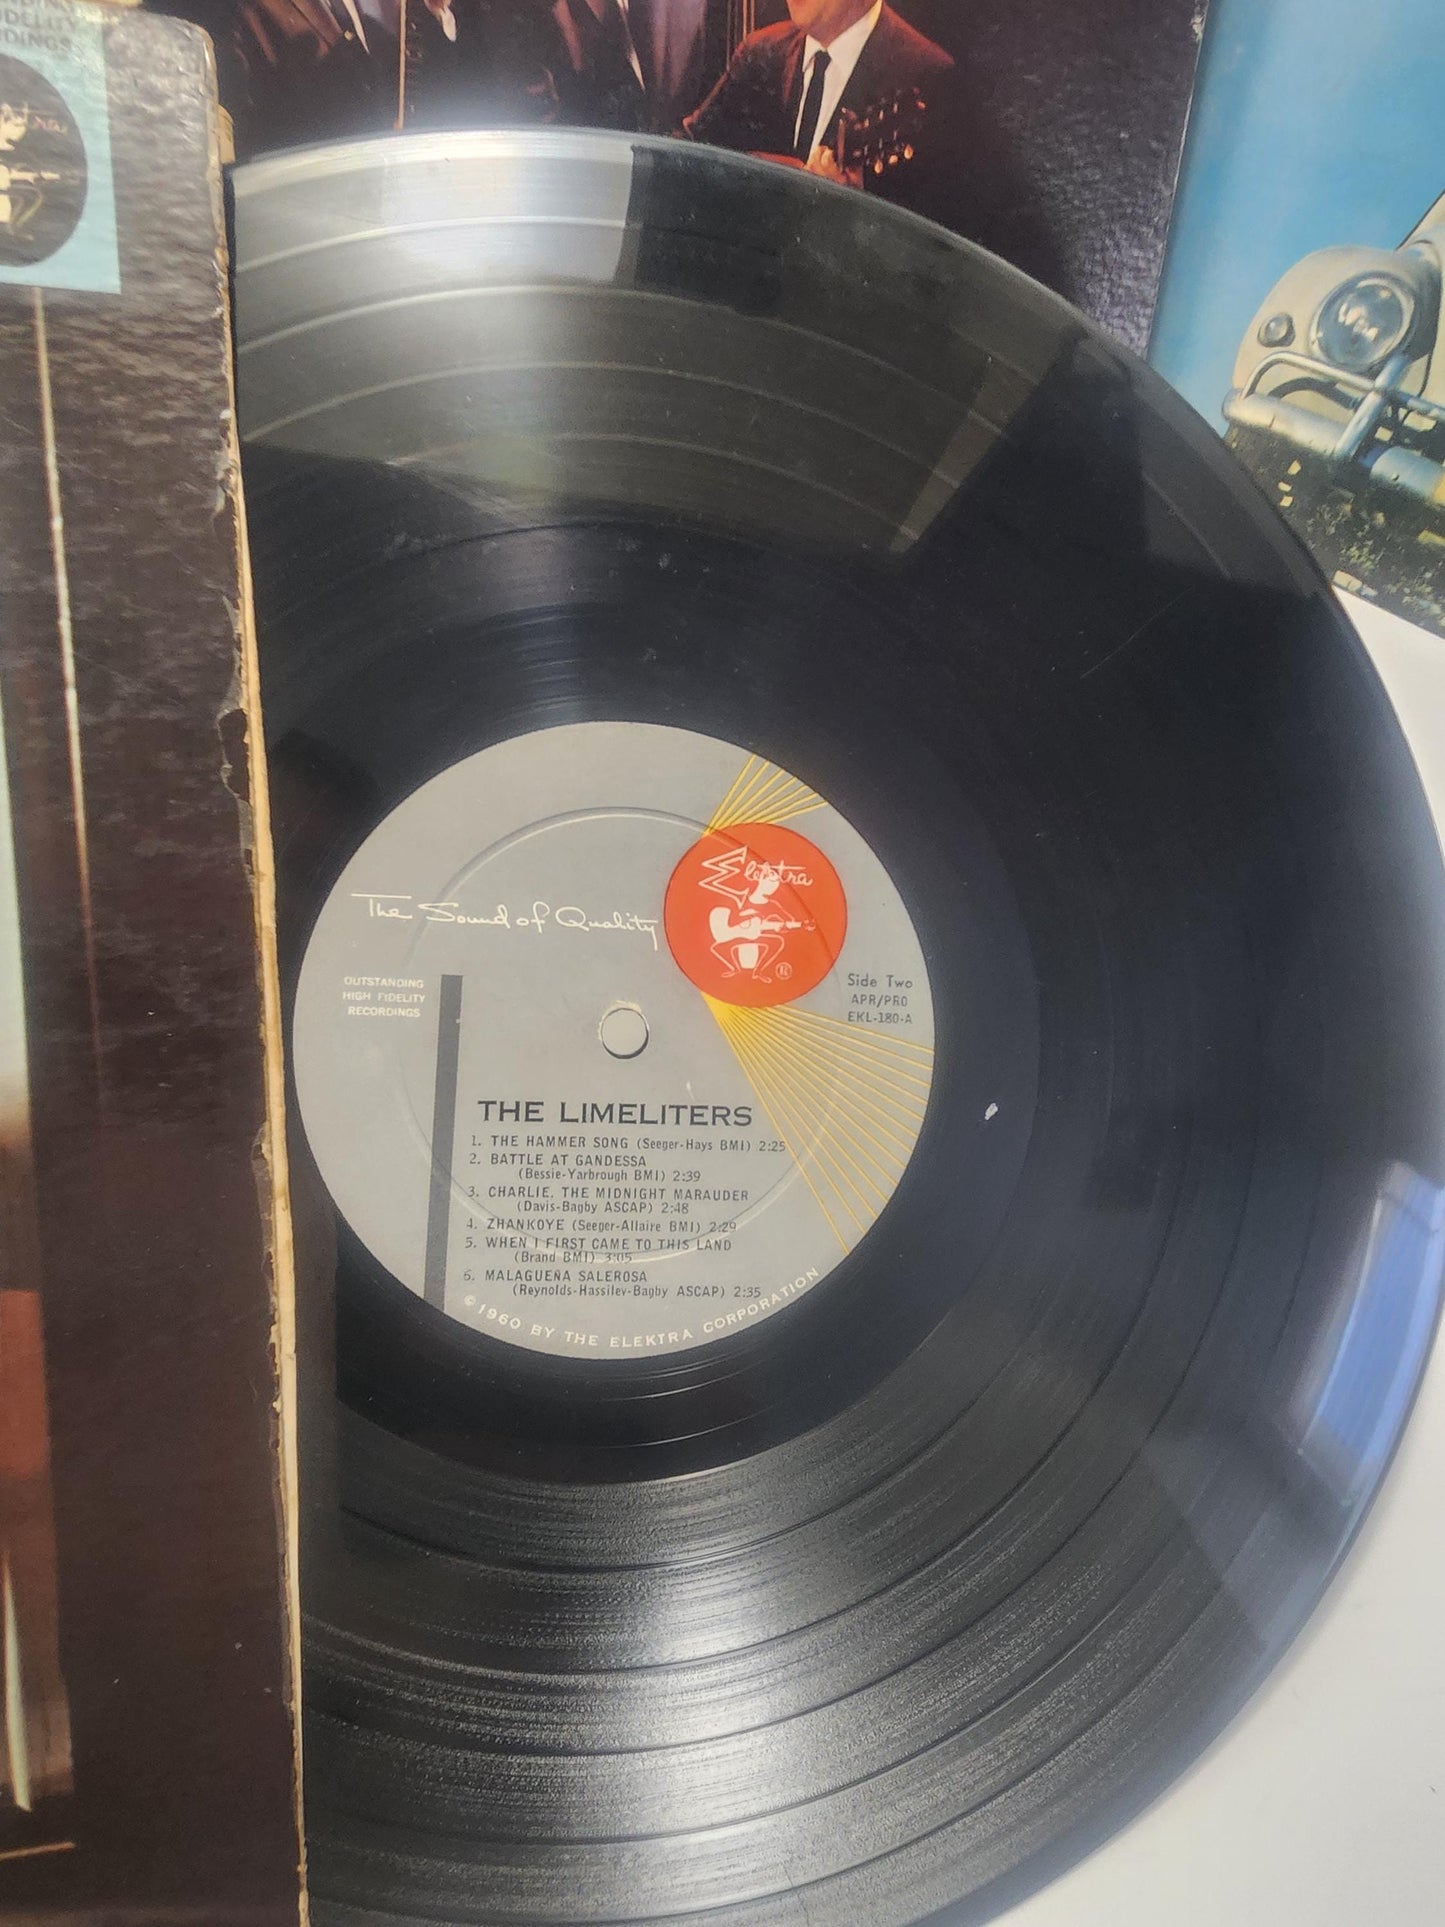 FIDELITY
The Sound of Quality
Elektra
®
OUTSTANDING
HIGH FIDELITY
RECORDINGS
Side Two
APR/PRO
EKL-180-A
THE LIMELITERS
1. THE HAMMER SONG (Seeger-Hays BMI) 2:25
2. BATTLE AT GANDESSA
(Bessie-Yarbrough BMI) 2:39
3. CHARLIE, THE MIDNIGHT MARAUDER
(Davis-Bagby ASCAP) 2:48
4. ZHANKOYE (Seeger-Allaire BMI) 2:29
5. WHEN I FIRST CAME TO THIS LAND
(Brand BMI) 3:05
6. MALAGUEÑA SALEROSA
(Reynolds-Hassilev-Bagby ASCAP) 2:35
©1960 BY THE ELEKTRA CORPORATION